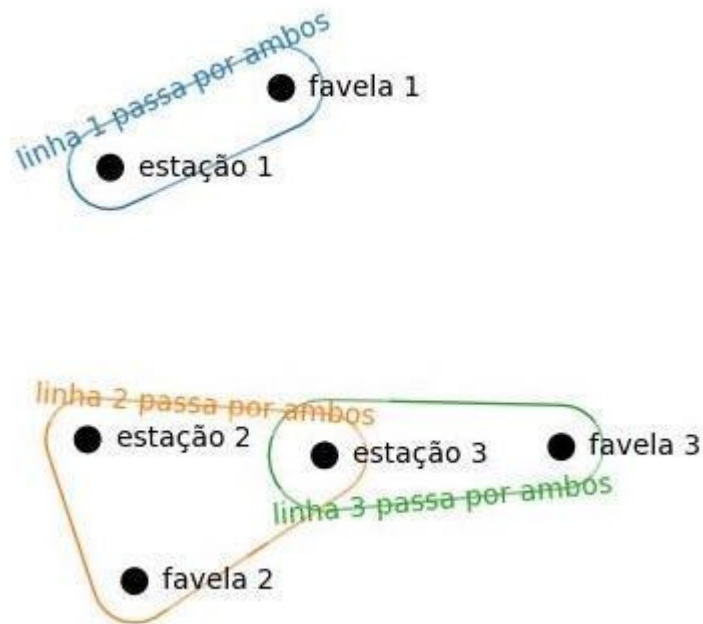 linha 1 passa por ambos
favela 1
estação 1
linha 2 passa por ambos
estação 2
estação 3
favela 3
linha 3 passa por ambos
favela 2